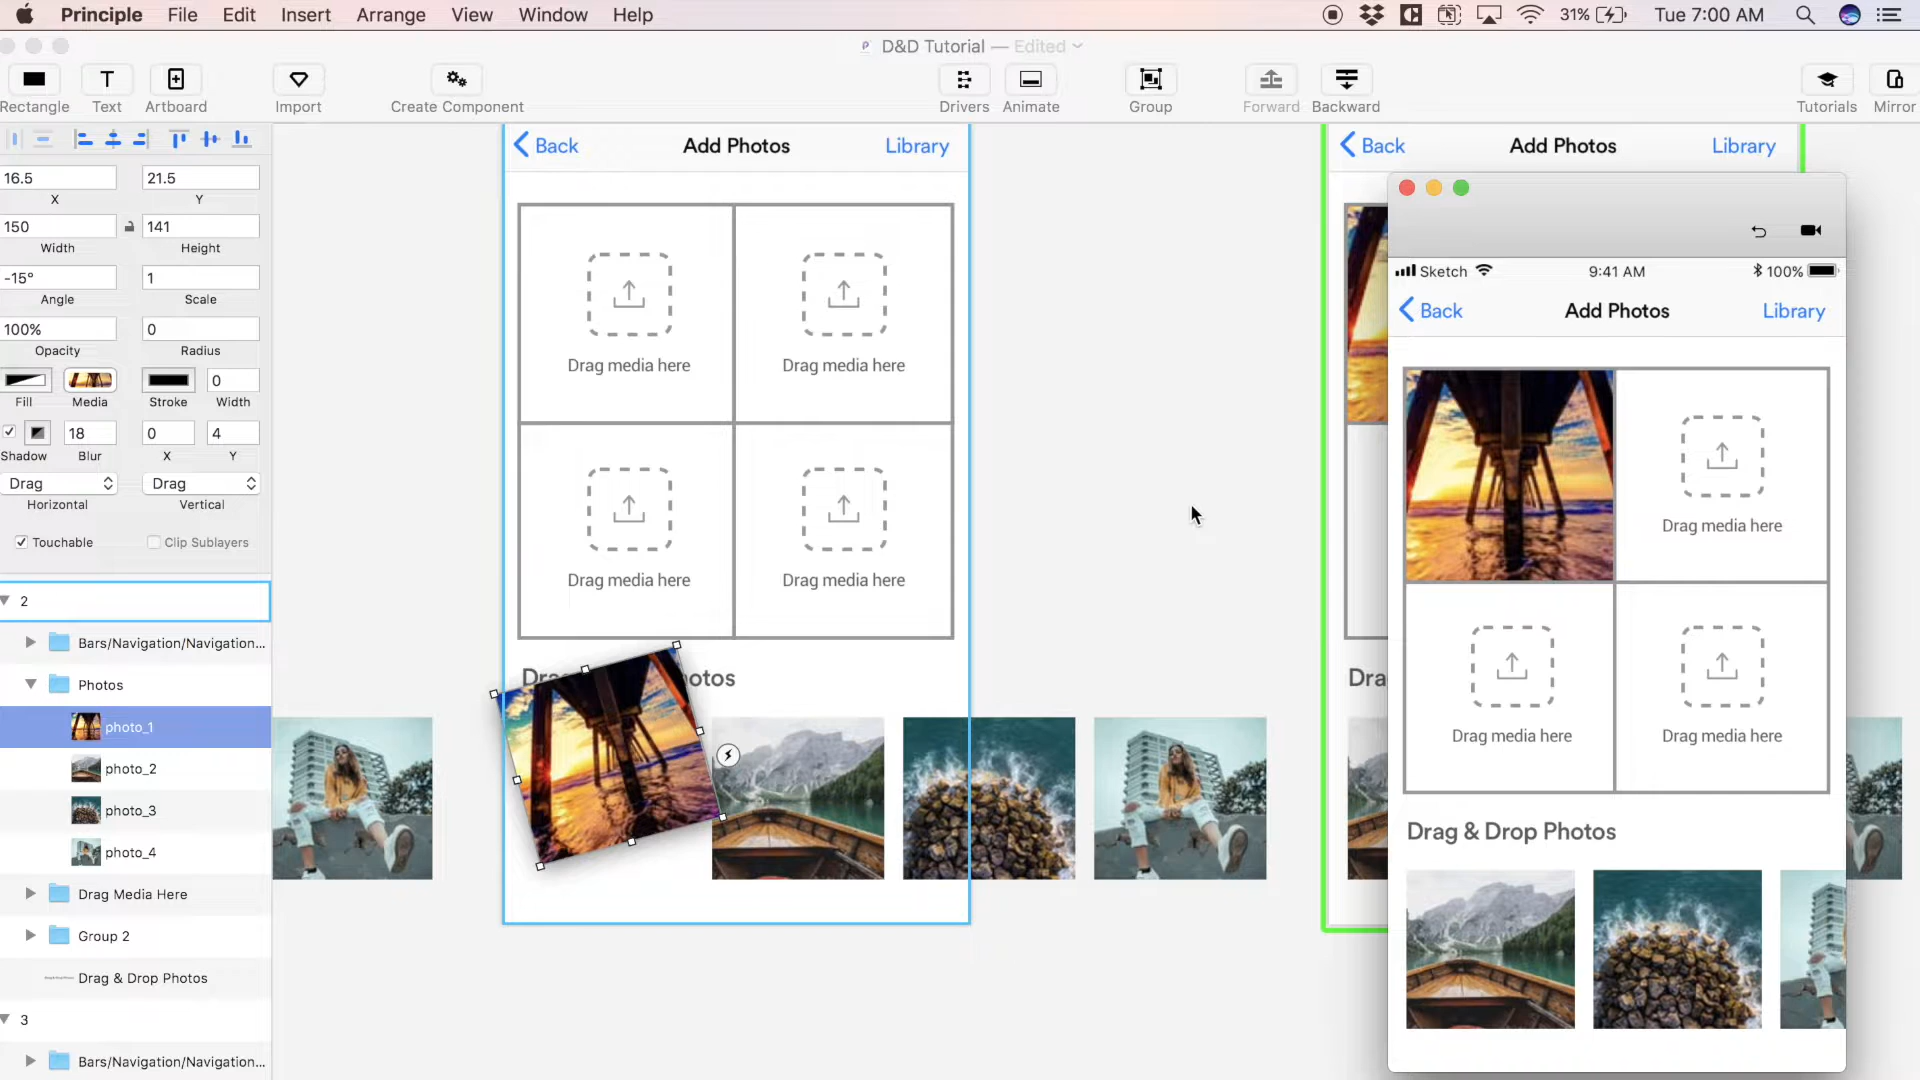 Principle File Edit Insert Arrange View Window Help 31% Tue 7:00 AM
D&D Tutorial — Edited
Rectangle Text Artboard Import Create Component Drivers Animate Group Forward Backward Tutorials Mirror
16.5 21.5
X Y
150 141
Width Height
-15° 1
Angle Scale
100% 0
Opacity Radius
0
Fill Media Stroke Width
18 0 4
Shadow Blur X Y
Drag Drag
Horizontal Vertical
Touchable Clip Sublayers
2
Bars/Navigation/Navigation...
Photos
photo_1
photo_2
photo_3
photo_4
Drag Media Here
Group 2
Drag & Drop Photos
3
Bars/Navigation/Navigation...
Back Add Photos Library
Drag media here Drag media here
Drag media here Drag media here
Dra otos
Back Add Photos Library
Dra
Sketch 9:41 AM 100%
Back Add Photos Library
Drag media here
Drag media here Drag media here
Drag & Drop Photos